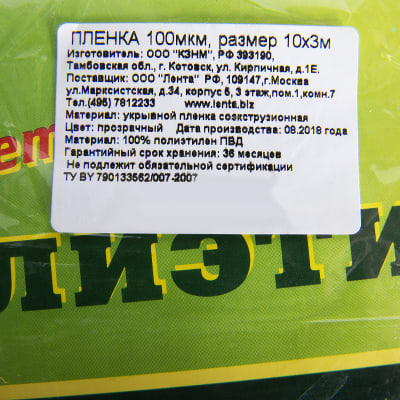 ПЛЕНКА 100мкм, размер 10х3м
Изготовитель: ООО "КЗНМ", РФ 393190,
Тамбовская обл., г. Котовск, ул. Кирпичная, д.1Е.
Поставщик: ООО "Лента" РФ, 109147,г.Москва
ул.Марксистская, д.34, корпус 5, 3 этаж,пом.1,комн.7
Тел.(495) 7812233 www.lenta.biz
Материал: укрывной пленка соэкструзионная
Цвет: прозрачный Дата производства: 08.2018 года
Материал: 100% полиэтилен ПВД
Гарантийный срок хранения: 36 месяцев
Не подлежит обязательной сертификации
ТУ BY 790133562/007-2007
ет
ИТЭИЛ